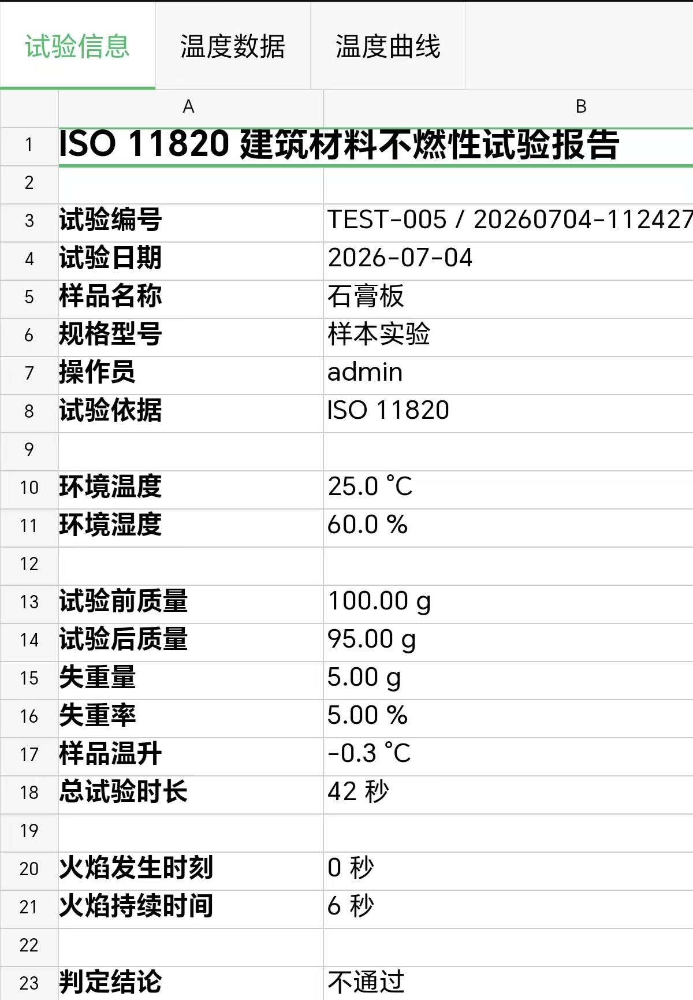 试验信息 温度数据 温度曲线
A B
1 ISO 11820 建筑材料不燃性试验报告
2
3 试验编号 TEST-005 / 20260704-112427
4 试验日期 2026-07-04
5 样品名称 石膏板
6 规格型号 样本实验
7 操作员 admin
8 试验依据 ISO 11820
9
10 环境温度 25.0 °C
11 环境湿度 60.0 %
12
13 试验前质量 100.00 g
14 试验后质量 95.00 g
15 失重量 5.00 g
16 失重率 5.00 %
17 样品温升 -0.3 °C
18 总试验时长 42 秒
19
20 火焰发生时刻 0 秒
21 火焰持续时间 6 秒
22
23 判定结论 不通过